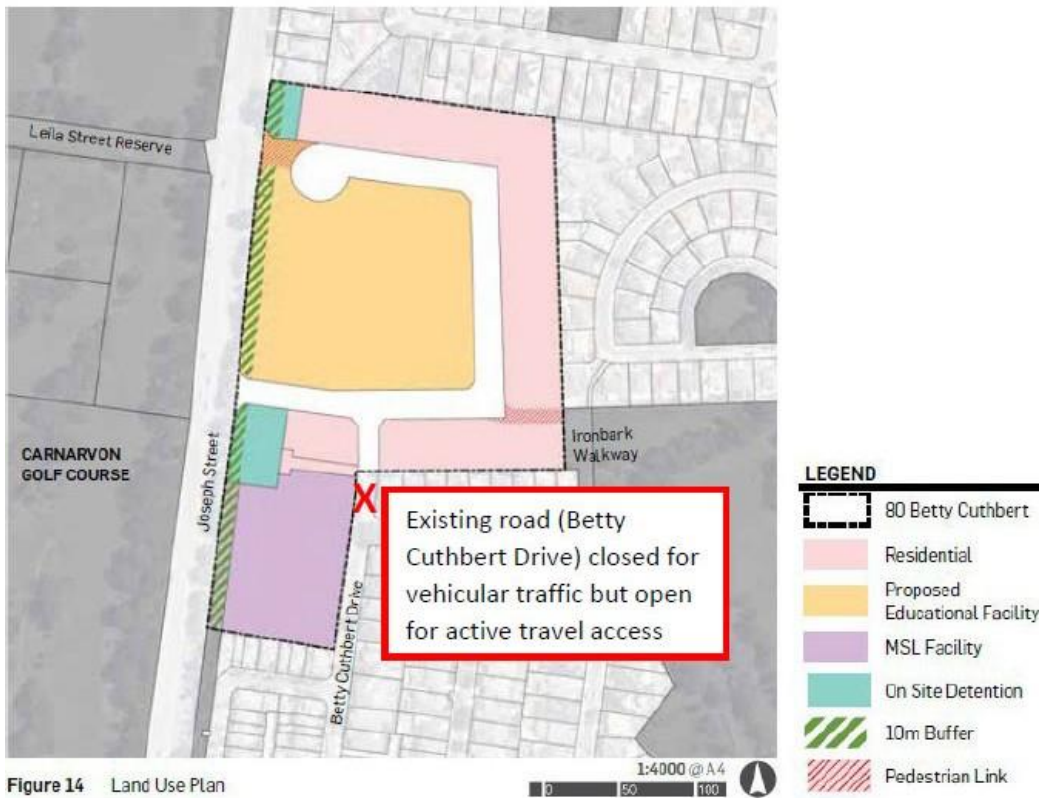 Leila Street Reserve
CARNARVON
GOLF COURSE
Joseph Street
Ironbark
Walkway
X
Existing road (Betty
Cuthbert Drive) closed for
vehicular traffic but open
for active travel access
Betty Cuthbert Drive
LEGEND
80 Betty Cuthbert
Residential
Proposed
Educational Facility
MSL Facility
On Site Detention
10m Buffer
Pedestrian Link
Figure 14 Land Use Plan
1:4000 @ A4
0 50 100